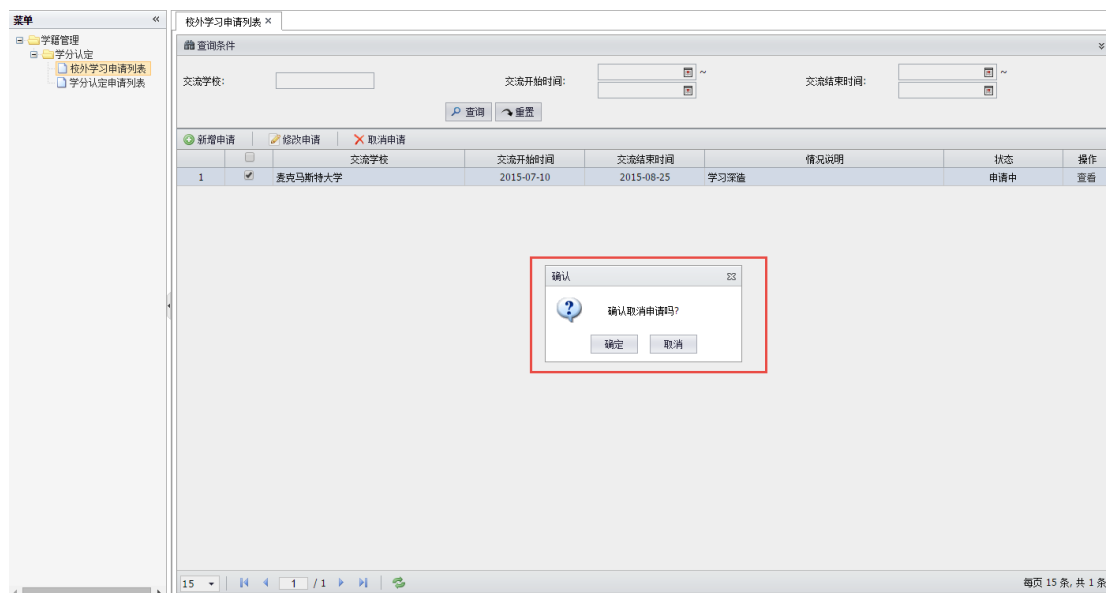 菜单 «
校外学习申请列表 ×
学籍管理
学分认定
校外学习申请列表
学分认定申请列表
查询条件
交流学校: 交流开始时间: ~ 交流结束时间: ~
查询 重置
新增申请 修改申请 取消申请
交流学校 交流开始时间 交流结束时间 情况说明 状态 操作
1 麦克马斯特大学 2015-07-10 2015-08-25 学习深造 申请中 查看
确认
确认取消申请吗?
确定 取消
15 1 / 1 每页 15 条, 共 1 条